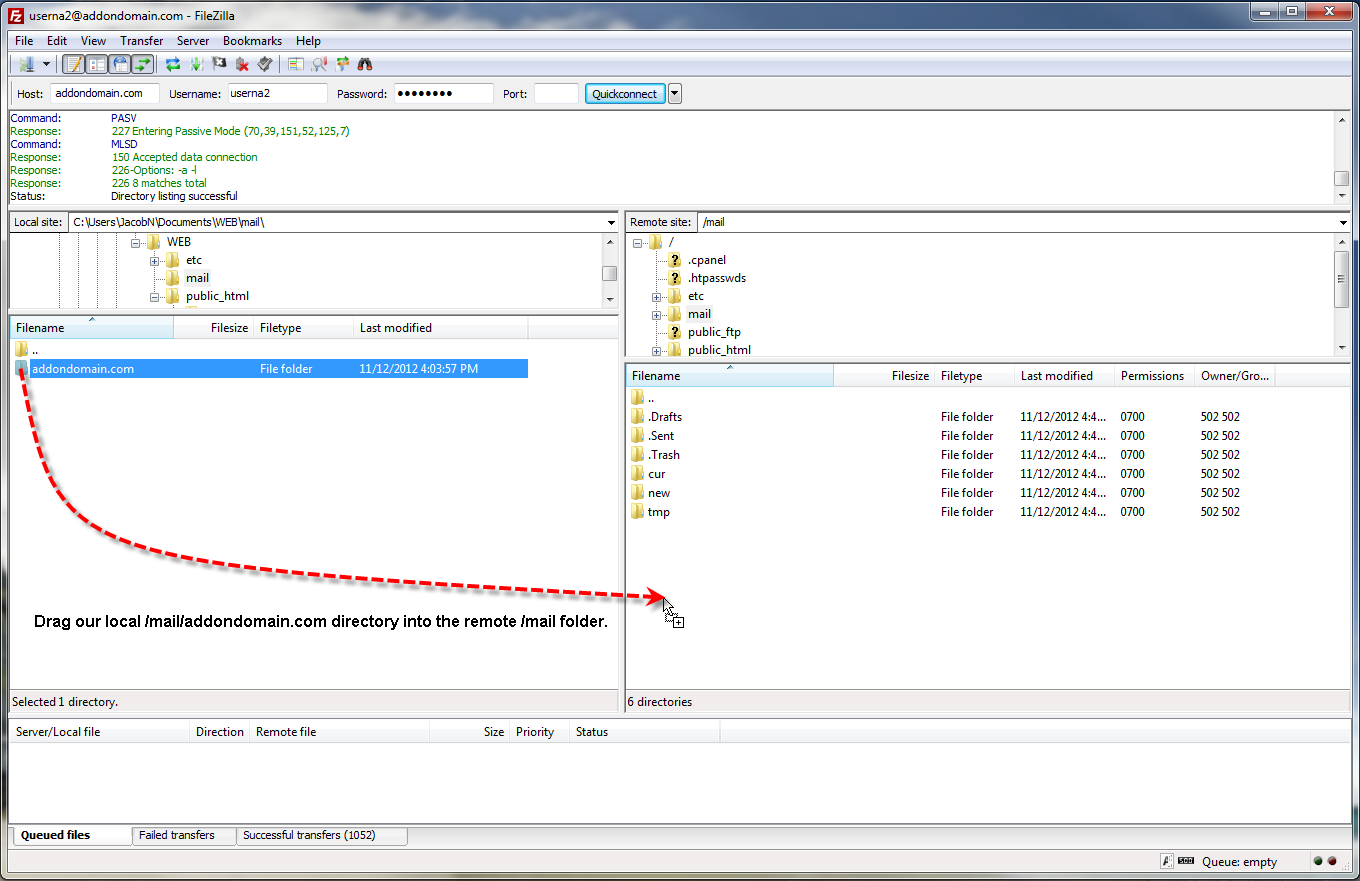 userna2@addondomain.com - FileZilla
File Edit View Transfer Server Bookmarks Help
Host: addondomain.com Username: userna2 Password: ●●●●●●●● Port: Quickconnect
Command: PASV
Response: 227 Entering Passive Mode (70,39,151,52,125,7)
Command: MLSD
Response: 150 Accepted data connection
Response: 226-Options: -a -l
Response: 226 8 matches total
Status: Directory listing successful
Local site: C:\Users\JacobN\Documents\WEB\mail\
WEB
etc
mail
public_html
Filename Filesize Filetype Last modified
..
addondomain.com File folder 11/12/2012 4:03:57 PM
Drag our local /mail/addondomain.com directory into the remote /mail folder.
Selected 1 directory.
Remote site: /mail
/
.cpanel
.htpasswds
etc
mail
public_ftp
public_html
Filename Filesize Filetype Last modified Permissions Owner/Gro...
..
.Drafts File folder 11/12/2012 4:4... 0700 502 502
.Sent File folder 11/12/2012 4:4... 0700 502 502
.Trash File folder 11/12/2012 4:4... 0700 502 502
cur File folder 11/12/2012 4:4... 0700 502 502
new File folder 11/12/2012 4:4... 0700 502 502
tmp File folder 11/12/2012 4:4... 0700 502 502
6 directories
Server/Local file Direction Remote file Size Priority Status
Queued files Failed transfers Successful transfers (1052)
Queue: empty